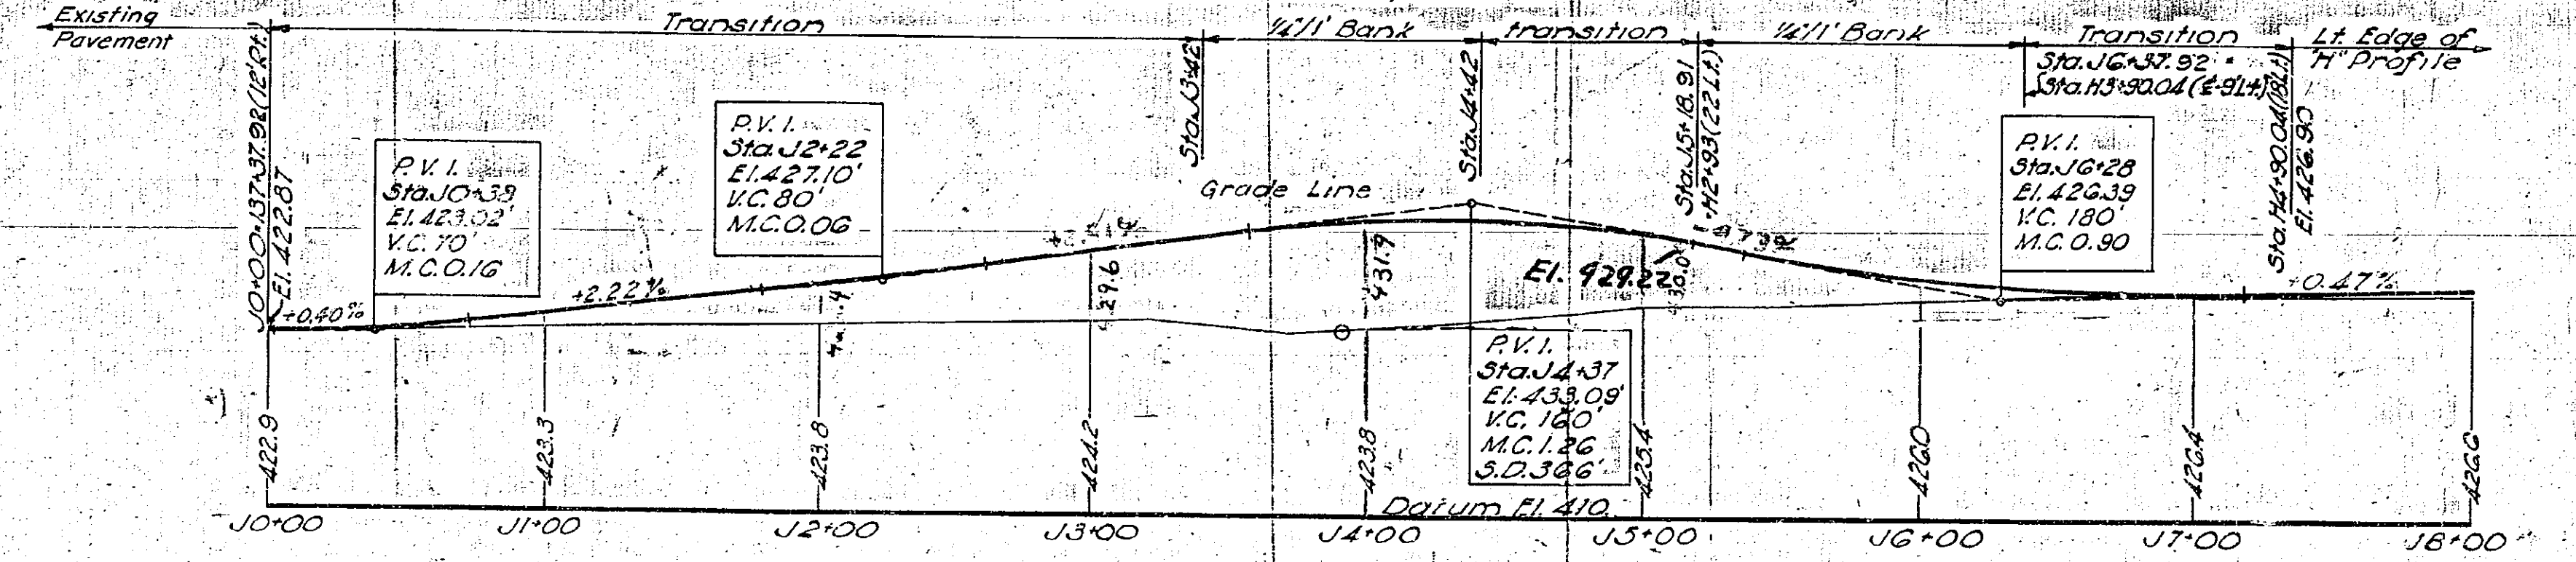 Existing
Pavement
Transition
1/4"/1' Bank
transition
1/4"/1' Bank
Transition
Lt. Edge of
"H" Profile
Sta. J6+37.92 =
Sta. H3+90.04 (
J0+00=137+37.92 (12' Rt.)
El. 422.87
Sta. J3+42
Sta. J4+42
Sta. J5+18.91
=H2+93 (22 Lt.)
Sta. H4+90.04 (18 Lt.)
El. 426.90
P.V.I.
Sta. J0+39
El. 423.02'
V.C. 70'
M.C. 0.16
P.V.I.
Sta. J2+22
El. 427.10'
V.C. 80'
M.C. 0.06
P.V.I.
Sta. J6+28
El. 426.39
V.C. 180'
M.C. 0.90
Grade Line
+0.40%
+2.22%
431.9
El. 429.22
+0.47%
P.V.I.
Sta. J4+37
El. 433.09'
V.C. 160'
M.C. 1.26
S.D. 366'
422.9
423.3
423.8
424.2
423.8
425.4
426.0
426.4
426.6
Datum El. 410
J0+00
J1+00
J2+00
J3+00
J4+00
J5+00
J6+00
J7+00
J8+00